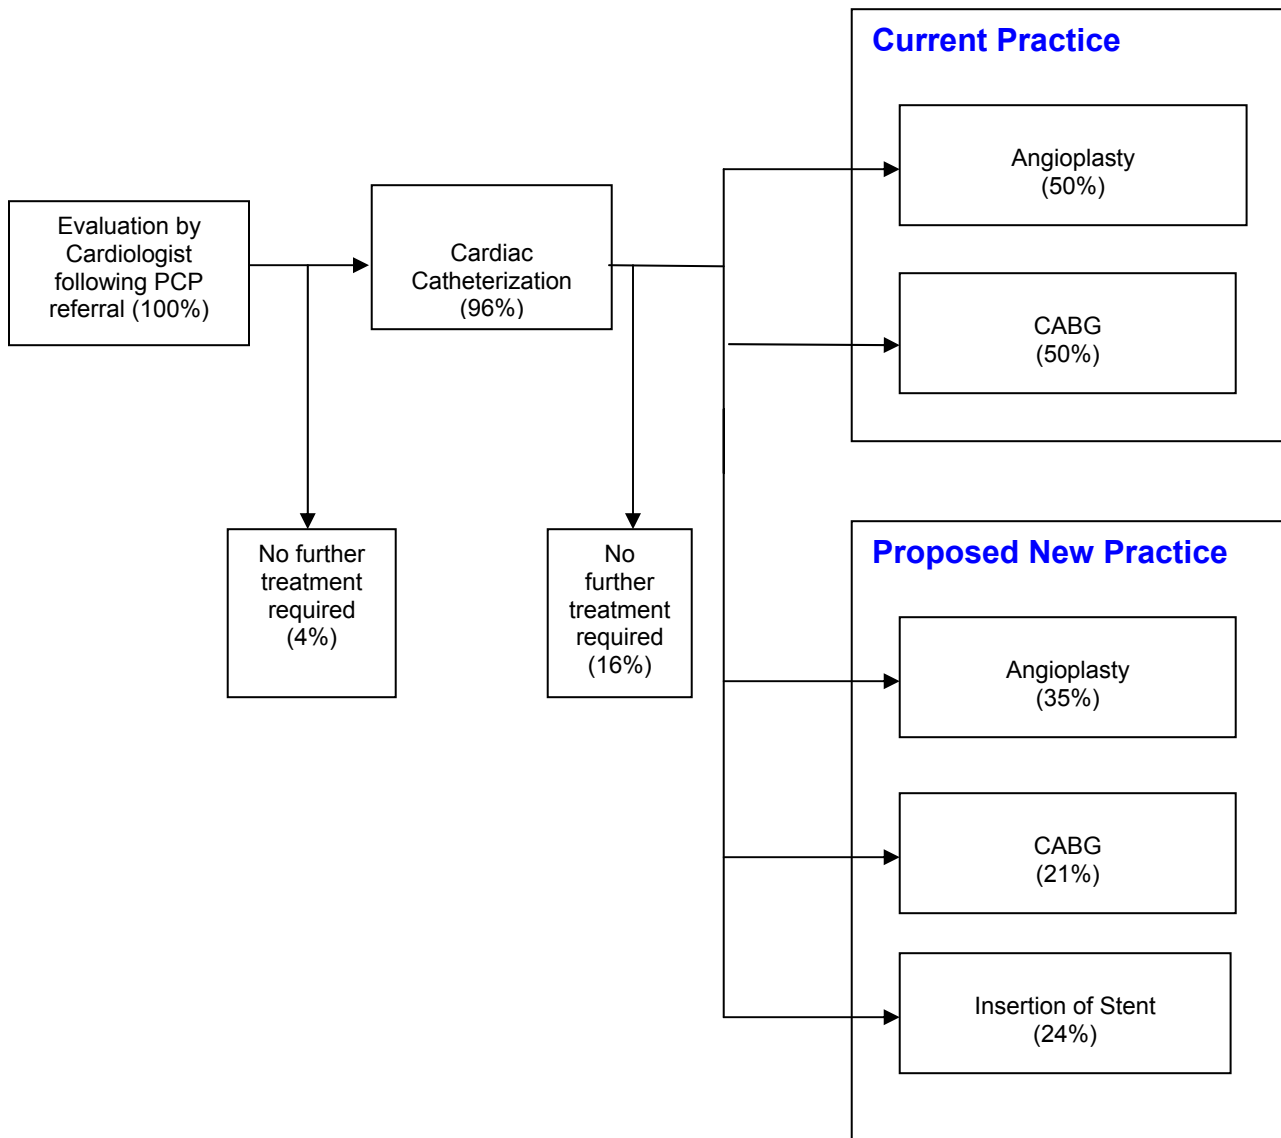 Evaluation by
Cardiologist
following PCP
referral (100%)
No further
treatment
required
(4%)
Cardiac
Catheterization
(96%)
No
further
treatment
required
(16%)
Current Practice
Angioplasty
(50%)
CABG
(50%)
Proposed New Practice
Angioplasty
(35%)
CABG
(21%)
Insertion of Stent
(24%)